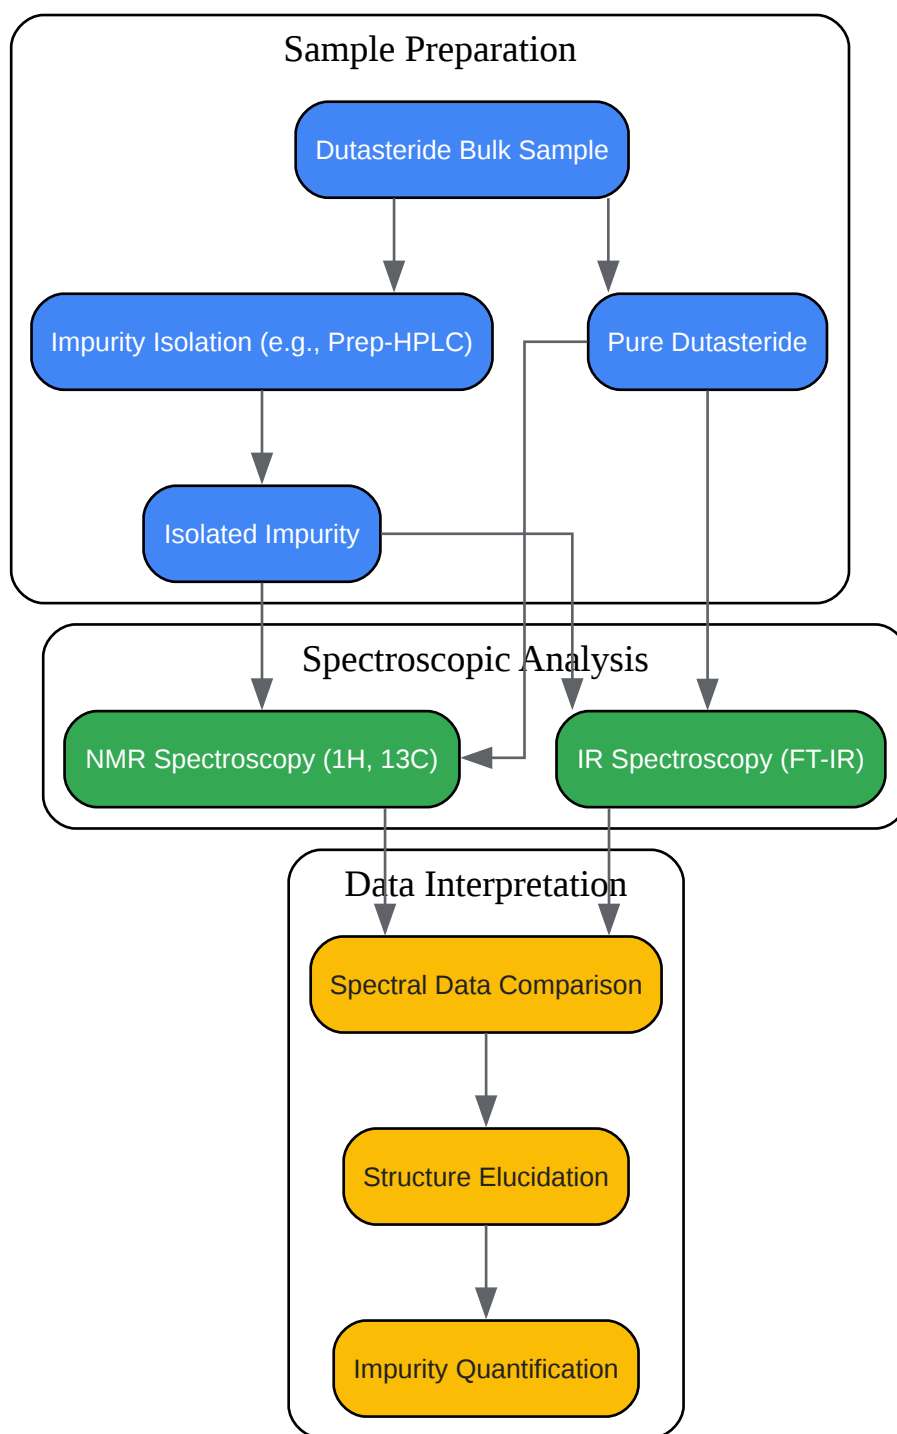 Sample Preparation
Dutasteride Bulk Sample
Impurity Isolation (e.g., Prep-HPLC)
Pure Dutasteride
Isolated Impurity
Spectroscopic Analysis
NMR Spectroscopy (1H, 13C)
IR Spectroscopy (FT-IR)
Data Interpretation
Spectral Data Comparison
Structure Elucidation
Impurity Quantification